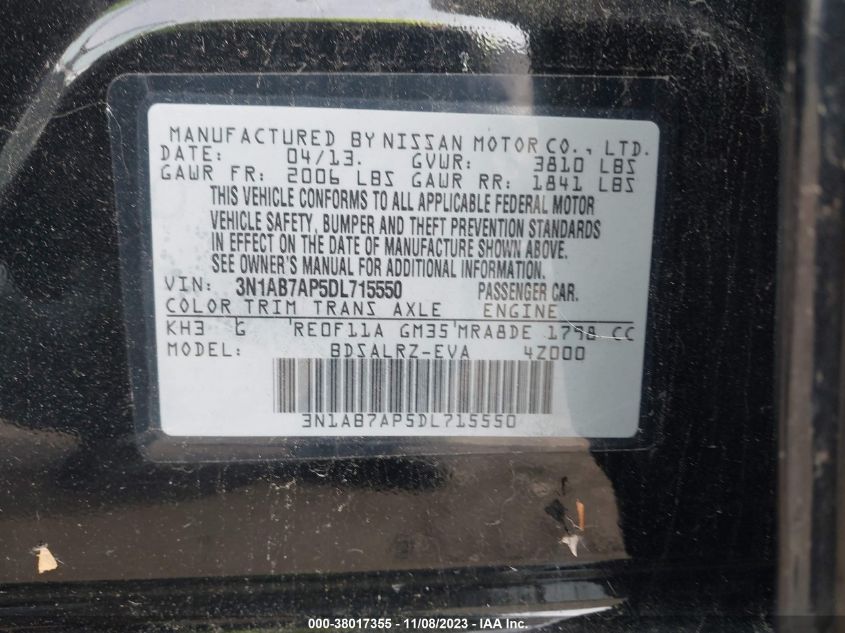 MANUFACTURED BY NISSAN MOTOR CO., LTD.
DATE: 04/13. GVWR: 3810 LBS
GAWR FR: 2006 LBS GAWR RR: 1841 LBS
THIS VEHICLE CONFORMS TO ALL APPLICABLE FEDERAL MOTOR
VEHICLE SAFETY, BUMPER AND THEFT PREVENTION STANDARDS
IN EFFECT ON THE DATE OF MANUFACTURE SHOWN ABOVE.
SEE OWNER'S MANUAL FOR ADDITIONAL INFORMATION.
VIN: 3N1AB7AP5DL715550 PASSENGER CAR.
COLOR TRIM TRANS AXLE ENGINE
KH3 G RE0F11A GM35 MRA8DE 1798 CC
MODEL: BDSALRZ-EVA 4Z000
3N1AB7AP5DL715550
000-38017355 - 11/08/2023 - IAA Inc.